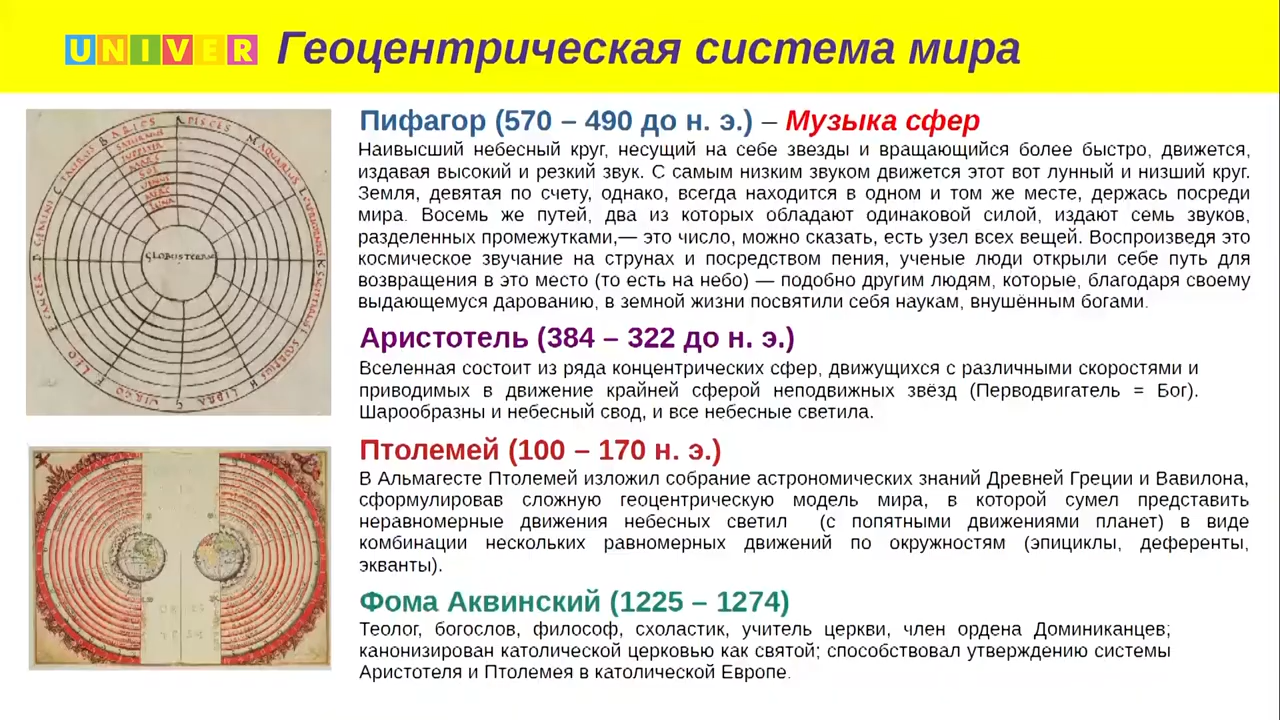 UNIVER Геоцентрическая система мира
Пифагор (570 – 490 до н. э.) – Музыка сфер
Наивысший небесный круг, несущий на себе звезды и вращающийся более быстро, движется,
издавая высокий и резкий звук. С самым низким звуком движется этот вот лунный и низший круг.
Земля, девятая по счету, однако, всегда находится в одном и том же месте, держась посреди
мира. Восемь же путей, два из которых обладают одинаковой силой, издают семь звуков,
разделенных промежутками,— это число, можно сказать, есть узел всех вещей. Воспроизведя это
космическое звучание на струнах и посредством пения, ученые люди открыли себе путь для
возвращения в это место (то есть на небо) — подобно другим людям, которые, благодаря своему
выдающемуся дарованию, в земной жизни посвятили себя наукам, внушённым богами.
Аристотель (384 – 322 до н. э.)
Вселенная состоит из ряда концентрических сфер, движущихся с различными скоростями и
приводимых в движение крайней сферой неподвижных звёзд (Перводвигатель = Бог).
Шарообразны и небесный свод, и все небесные светила.
Птолемей (100 – 170 н. э.)
В Альмагесте Птолемей изложил собрание астрономических знаний Древней Греции и Вавилона,
сформулировав сложную геоцентрическую модель мира, в которой сумел представить
неравномерные движения небесных светил (с попятными движениями планет) в виде
комбинации нескольких равномерных движений по окружностям (эпициклы, деференты,
экванты).
Фома Аквинский (1225 – 1274)
Теолог, богослов, философ, схоластик, учитель церкви, член ордена Доминиканцев;
канонизирован католической церковью как святой; способствовал утверждению системы
Аристотеля и Птолемея в католической Европе.
PISCES
LEO
VIRGO
LIBRA